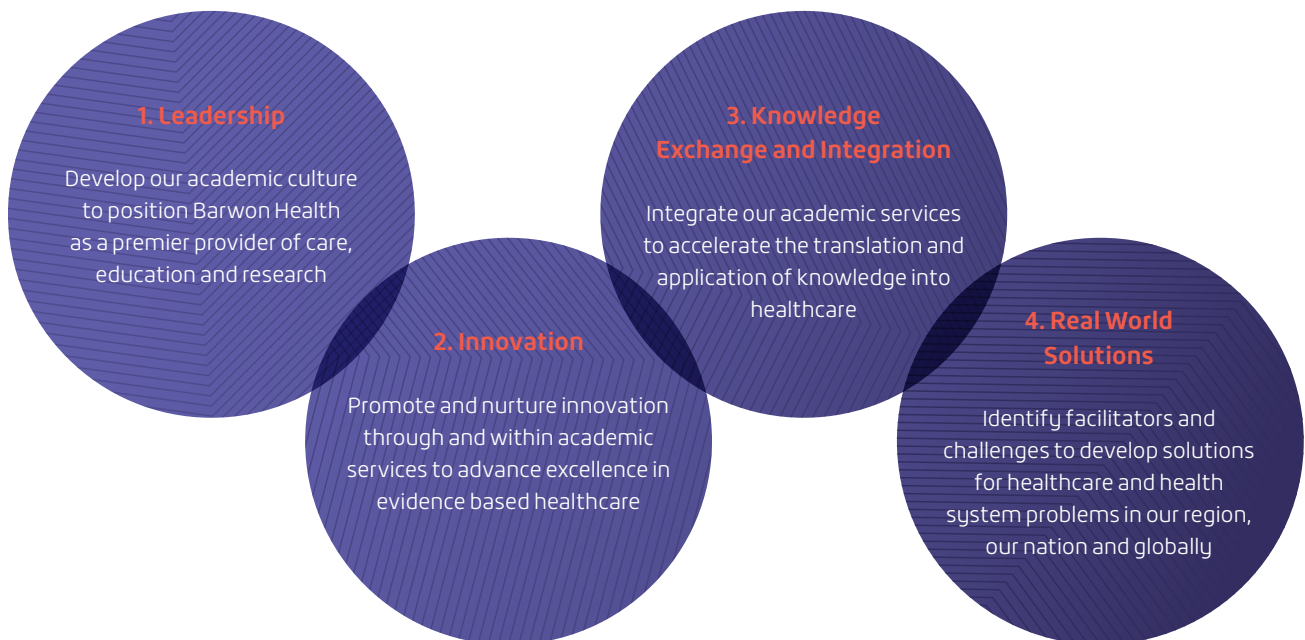 1. Leadership
Develop our academic culture
to position Barwon Health
as a premier provider of care,
education and research
2. Innovation
Promote and nurture innovation
through and within academic
services to advance excellence in
evidence based healthcare
3. Knowledge
Exchange and Integration
Integrate our academic services
to accelerate the translation and
application of knowledge into
healthcare
4. Real World
Solutions
Identify facilitators and
challenges to develop solutions
for healthcare and health
system problems in our region,
our nation and globally